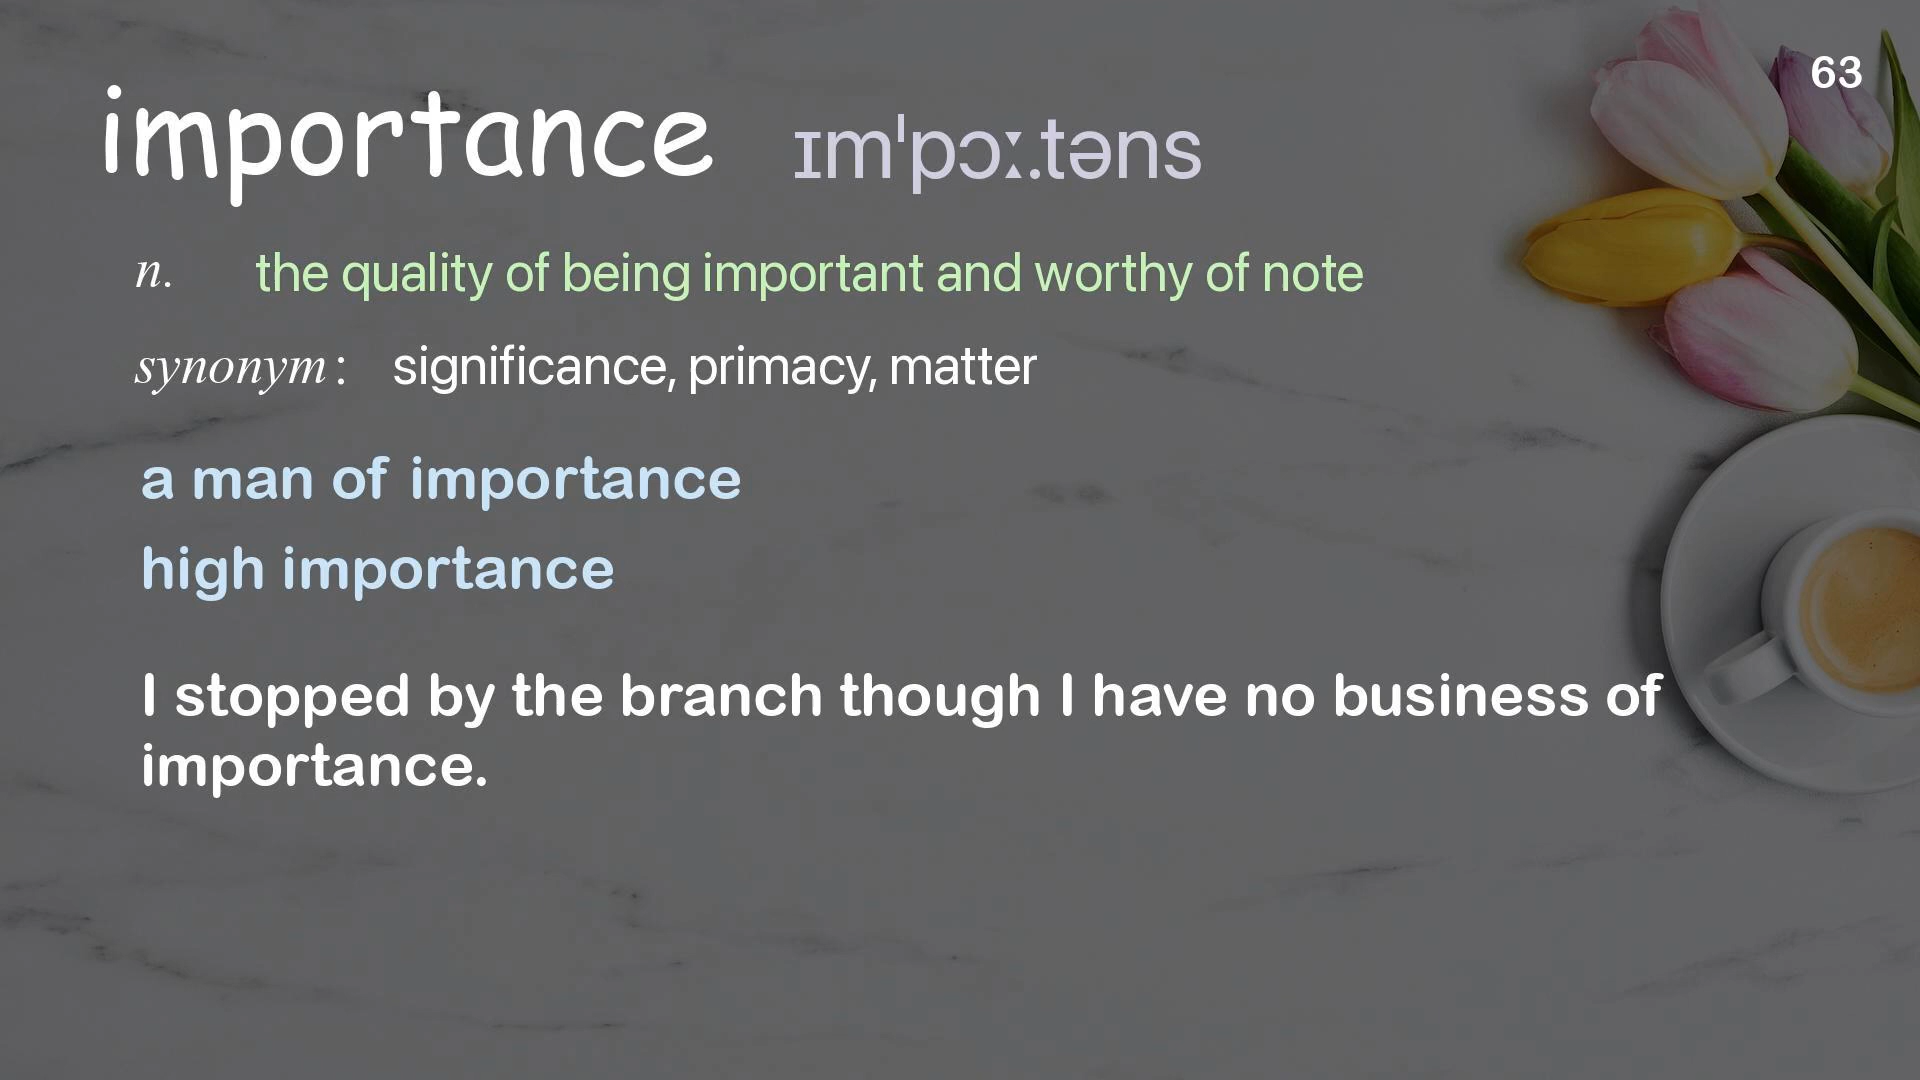 63
importance ɪmˈpɔː.təns
n. the quality of being important and worthy of note
synonym : significance, primacy, matter
a man of importance
high importance
I stopped by the branch though I have no business of
importance.